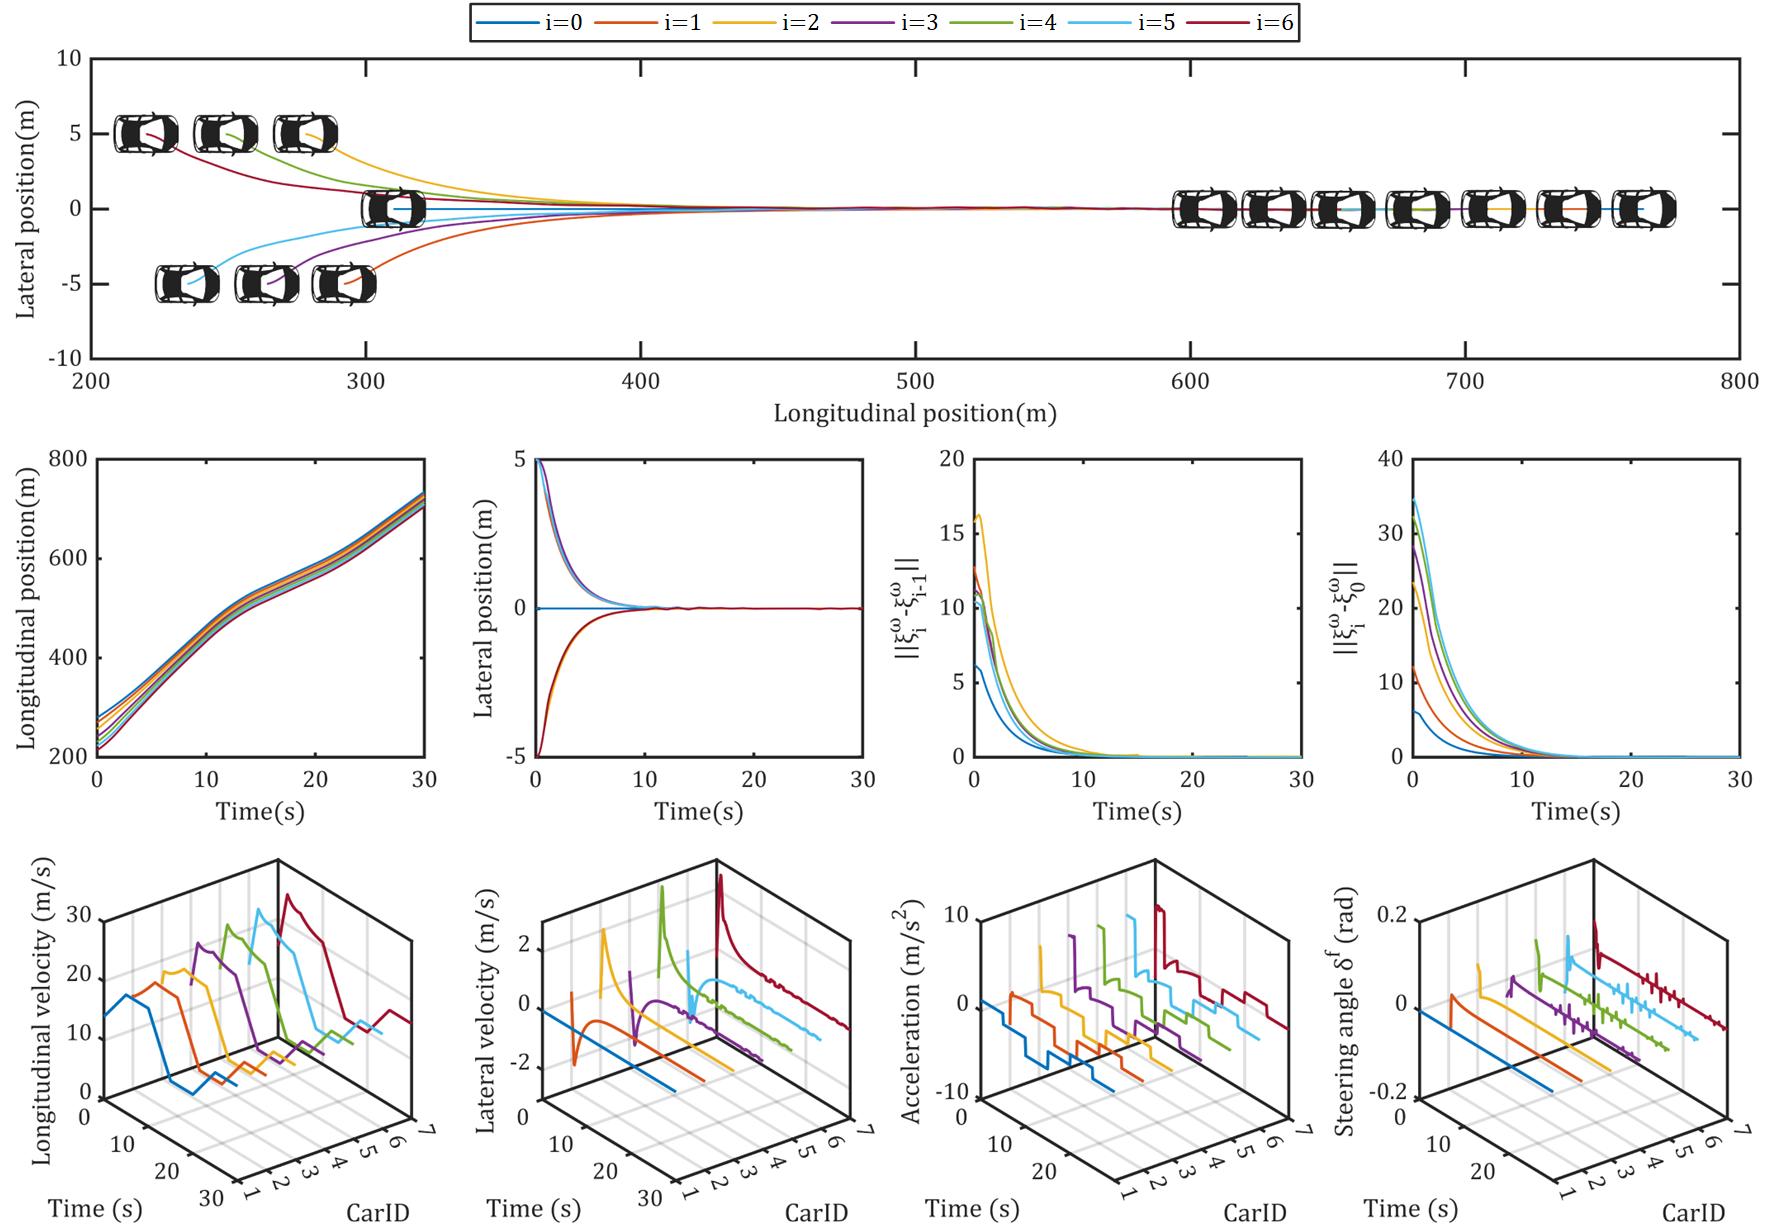 i=0 i=1 i=2 i=3 i=4 i=5 i=6
10
5
0
-5
-10
Lateral position(m)
200 300 400 500 600 700 800
Longitudinal position(m)
800
600
400
200
Longitudinal position(m)
0 10 20 30
Time(s)
5
0
-5
Lateral position(m)
0 10 20 30
Time(s)
20
15
10
5
0
||ξ_i^ω-ξ_{i-1}^ω||
0 10 20 30
Time(s)
40
30
20
10
0
||ξ_i^ω-ξ_0^ω||
0 10 20 30
Time(s)
30
20
10
0
Longitudinal velocity (m/s)
0 10 20 30
Time (s)
1 2 3 4 5 6 7
CarID
2
0
-2
Lateral velocity (m/s)
10 20 30
Time (s)
1 2 3 4 5 6 7
CarID
10
0
-10
Acceleration (m/s²)
0 10 20
Time (s)
1 2 3 4 5 6 7
CarID
0.2
0
-0.2
Steering angle δ^f (rad)
0 10 20
Time (s)
1 2 3 4 5 6 7
CarID